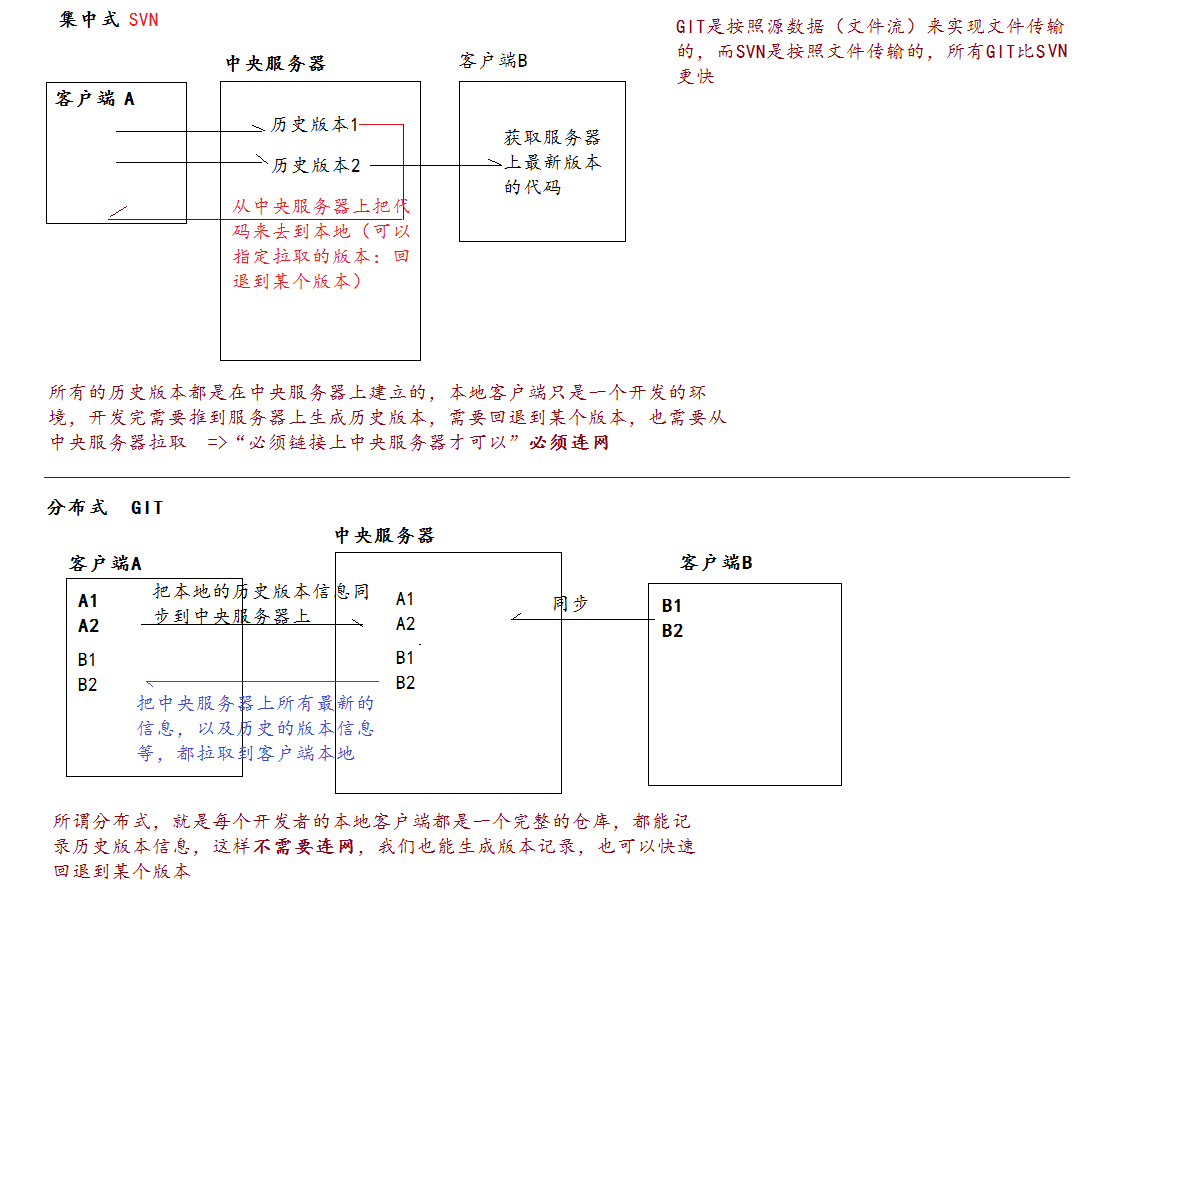 集中式 SVN
GIT是按照源数据（文件流）来实现文件传输
的，而SVN是按照文件传输的，所有GIT比SVN
更快
中央服务器
客户端B
客户端 A
历史版本1
历史版本2
获取服务器
上最新版本
的代码
从中央服务器上把代
码来去到本地（可以
指定拉取的版本：回
退到某个版本）
所有的历史版本都是在中央服务器上建立的，本地客户端只是一个开发的环
境，开发完需要推到服务器上生成历史版本，需要回退到某个版本，也需要从
中央服务器拉取 =>“必须链接上中央服务器才可以”必须连网
分布式 GIT
中央服务器
客户端A
客户端B
A1
A2
B1
B2
把本地的历史版本信息同
步到中央服务器上
A1
A2
B1
B2
同步
B1
B2
把中央服务器上所有最新的
信息，以及历史的版本信息
等，都拉取到客户端本地
所谓分布式，就是每个开发者的本地客户端都是一个完整的仓库，都能记
录历史版本信息，这样不需要连网，我们也能生成版本记录，也可以快速
回退到某个版本